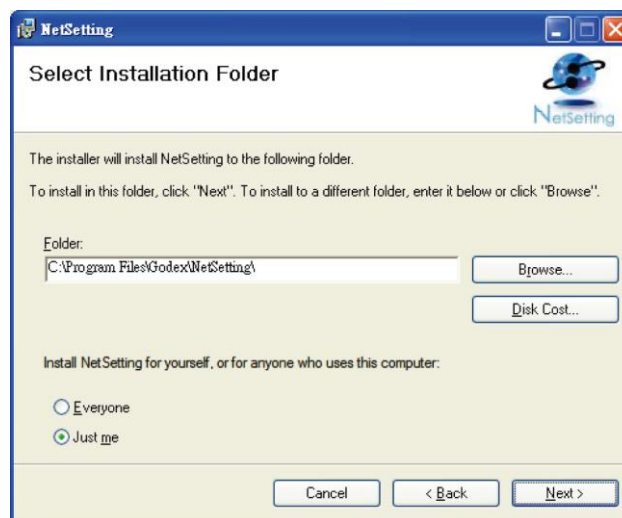 NetSetting
Select Installation Folder
NetSetting
The installer will install NetSetting to the following folder.
To install in this folder, click "Next". To install to a different folder, enter it below or click "Browse".
Folder:
C:\Program Files\Godex\NetSetting\
Browse...
Disk Cost...
Install NetSetting for yourself, or for anyone who uses this computer:
Everyone
Just me
Cancel < Back Next >